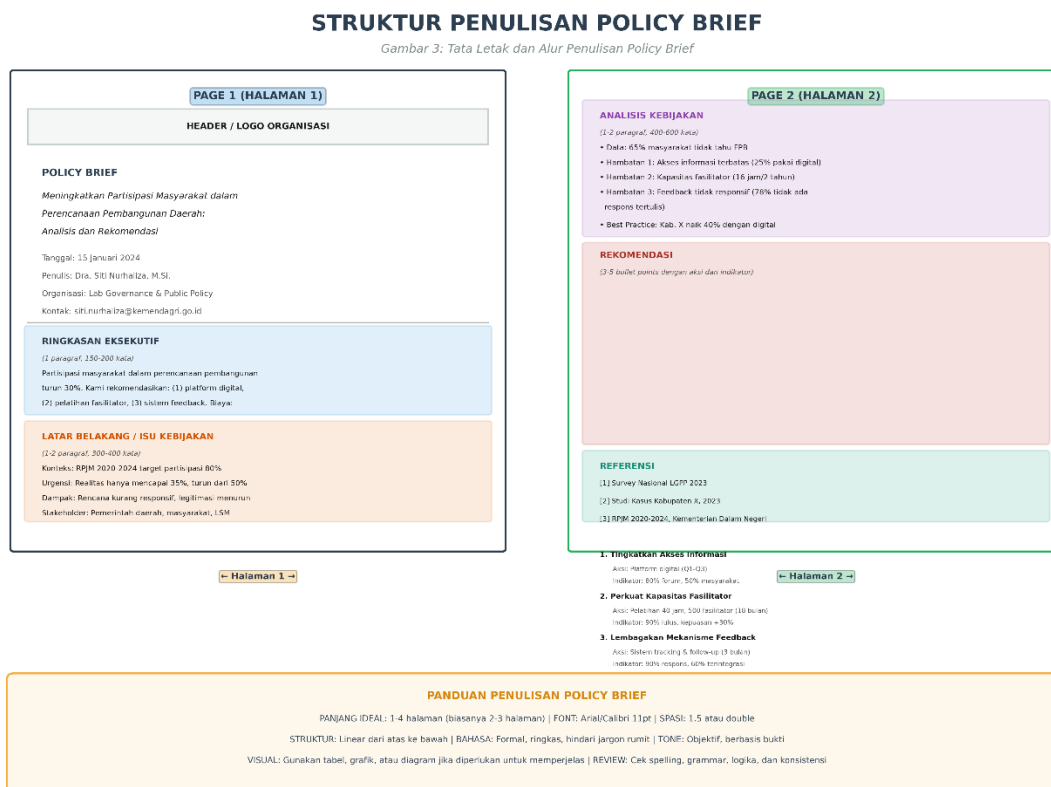 STRUKTUR PENULISAN POLICY BRIEF
Gambar 3: Tata Letak dan Alur Penulisan Policy Brief
PAGE 1 (HALAMAN 1)
HEADER / LOGO ORGANISASI
POLICY BRIEF
Meningkatkan Partisipasi Masyarakat dalam
Perencanaan Pembangunan Daerah:
Analisis dan Rekomendasi
Tanggal: 15 Januari 2024
Penulis: Dra. Siti Nurhaliza, M.Si.
Organisasi: Lab Governance & Public Policy
Kontak: siti.nurhaliza@kemendagri.go.id
RINGKASAN EKSEKUTIF
(1 paragraf, 150-200 kata)
Partisipasi masyarakat dalam perencanaan pembangunan
turun 30%. Kami rekomendasikan: (1) platform digital,
(2) pelatihan fasilitator, (3) sistem feedback. Biaya:
LATAR BELAKANG / ISU KEBIJAKAN
(1-2 paragraf, 300-400 kata)
Konteks: RPJM 2020-2024 target partisipasi 80%
Urgensi: Realitas hanya mencapai 35%, turun dari 50%
Dampak: Rencana kurang responsif, legitimasi menurun
Stakeholder: Pemerintah daerah, masyarakat, LSM
← Halaman 1 →
PAGE 2 (HALAMAN 2)
ANALISIS KEBIJAKAN
(1-2 paragraf, 400-600 kata)
• Data: 65% masyarakat tidak tahu FPB
• Hambatan 1: Akses informasi terbatas (25% pakai digital)
• Hambatan 2: Kapasitas fasilitator (16 jam/2 tahun)
• Hambatan 3: Feedback tidak responsif (78% tidak ada
respons tertulis)
• Best Practice: Kab. X naik 40% dengan digital
REKOMENDASI
(3-5 bullet points dengan aksi dan indikator)
REFERENSI
[1] Survey Nasional LGPP 2023
[2] Studi Kasus Kabupaten X, 2023
[3] RPJM 2020-2024, Kementerian Dalam Negeri
1. Tingkatkan Akses Informasi
Aksi: Platform digital (Q1-Q3)
Indikator: 80% forum, 50% masyarakat
← Halaman 2 →
2. Perkuat Kapasitas Fasilitator
Aksi: Pelatihan 40 jam, 500 fasilitator (18 bulan)
Indikator: 90% lulus, kepuasan +30%
3. Lembagakan Mekanisme Feedback
Aksi: Sistem tracking & follow-up (3 bulan)
Indikator: 90% respons, 60% terintegrasi
PANDUAN PENULISAN POLICY BRIEF
PANJANG IDEAL: 1-4 halaman (biasanya 2-3 halaman) | FONT: Arial/Calibri 11pt | SPASI: 1.5 atau double
STRUKTUR: Linear dari atas ke bawah | BAHASA: Formal, ringkas, hindari jargon rumit | TONE: Objektif, berbasis bukti
VISUAL: Gunakan tabel, grafik, atau diagram jika diperlukan untuk memperjelas | REVIEW: Cek spelling, grammar, logika, dan konsistensi